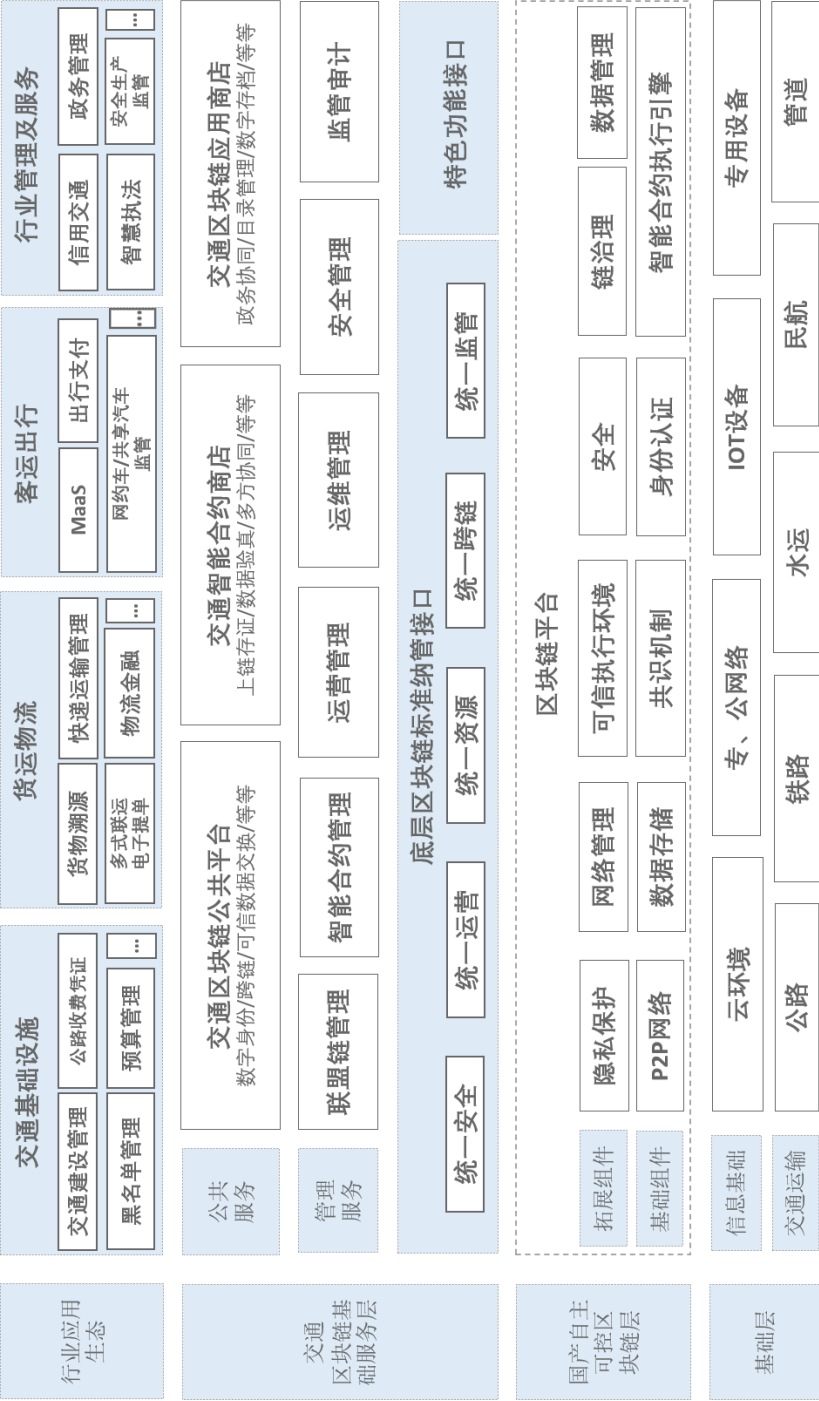 行业应用
生态
交通基础设施
交通建设管理
公路收费凭证
黑名单管理
预算管理
...
货运物流
货物溯源
快递运输管理
多式联运
电子提单
物流金融
...
客运出行
MaaS
出行支付
网约车/共享汽车
监管
...
行业管理及服务
信用交通
政务管理
智慧执法
安全生产
监管
...
交通
区块链基
础服务层
公共
服务
交通区块链公共平台
数字身份/跨链/可信数据交换/等等
交通智能合约商店
上链存证/数据验真/多方协同/等等
交通区块链应用商店
政务协同/目录管理/数字存档/等等
管理
服务
联盟链管理
智能合约管理
运营管理
运维管理
安全管理
监管审计
底层区块链标准纳管接口
统一安全
统一运营
统一资源
统一跨链
统一监管
特色功能接口
国产自主
可控区
块链层
区块链平台
拓展组件
隐私保护
网络管理
可信执行环境
安全
链治理
数据管理
基础组件
P2P网络
数据存储
共识机制
身份认证
智能合约执行引擎
基础层
信息基础
云环境
专、公网络
IOT设备
专用设备
交通运输
公路
铁路
水运
民航
管道